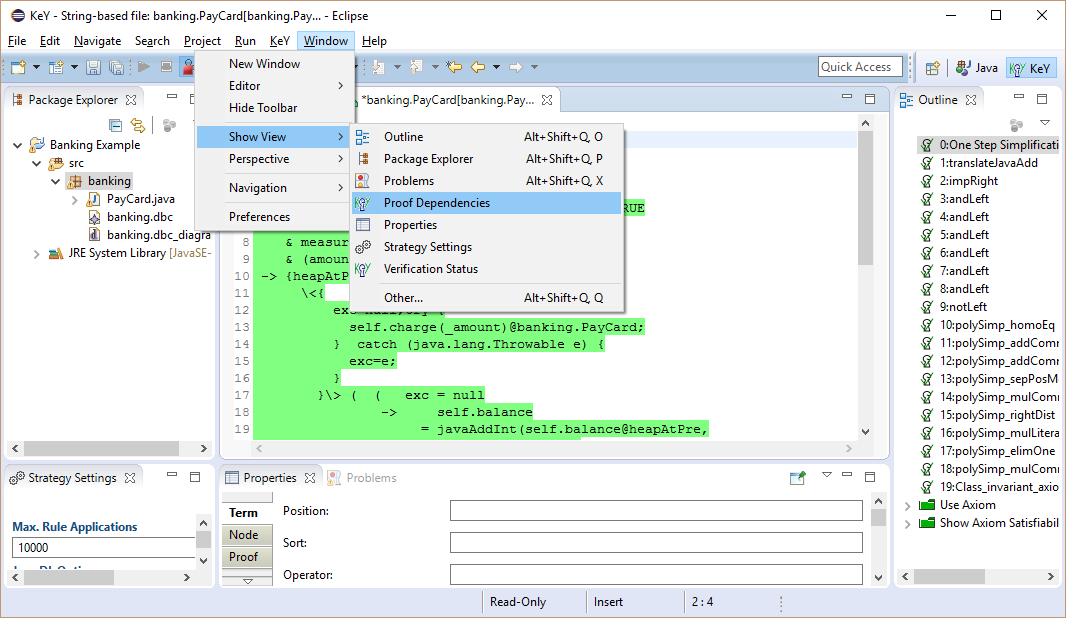 KeY - String-based file: banking.PayCard[banking.Pay... - Eclipse
File Edit Navigate Search Project Run KeY Window Help
Quick Access
Java
KeY
Package Explorer
Banking Example
src
banking
PayCard.java
banking.dbc
banking.dbc_diagra
JRE System Library [JavaSE-
New Window
Editor
Hide Toolbar
Show View
Perspective
Navigation
Preferences
*banking.PayCard[banking.Pay...
Outline Alt+Shift+Q, O
Package Explorer Alt+Shift+Q, P
Problems Alt+Shift+Q, X
Proof Dependencies
Properties
Strategy Settings
Verification Status
Other... Alt+Shift+Q, Q
RUE
8 & measur
9 & (amoun
10 -> {heapAtP
11 \<{
12 exc=null;try {
13 self.charge(_amount)@banking.PayCard;
14 } catch (java.lang.Throwable e) {
15 exc=e;
16 }
17 }\> ( ( exc = null
18 -> self.balance
19 = javaAddInt(self.balance@heapAtPre,
Outline
0:One Step Simplificati
1:translateJavaAdd
2:impRight
3:andLeft
4:andLeft
5:andLeft
6:andLeft
7:andLeft
8:andLeft
9:notLeft
10:polySimp_homoEq
11:polySimp_addComr
12:polySimp_addComr
13:polySimp_sepPosM
14:polySimp_mulComr
15:polySimp_rightDist
16:polySimp_mulLitera
17:polySimp_elimOne
18:polySimp_mulComr
19:Class_invariant_axio
Use Axiom
Show Axiom Satisfiabil
Strategy Settings
Max. Rule Applications
10000
Properties
Problems
Term
Node
Proof
Position:
Sort:
Operator:
Read-Only
Insert
2 : 4